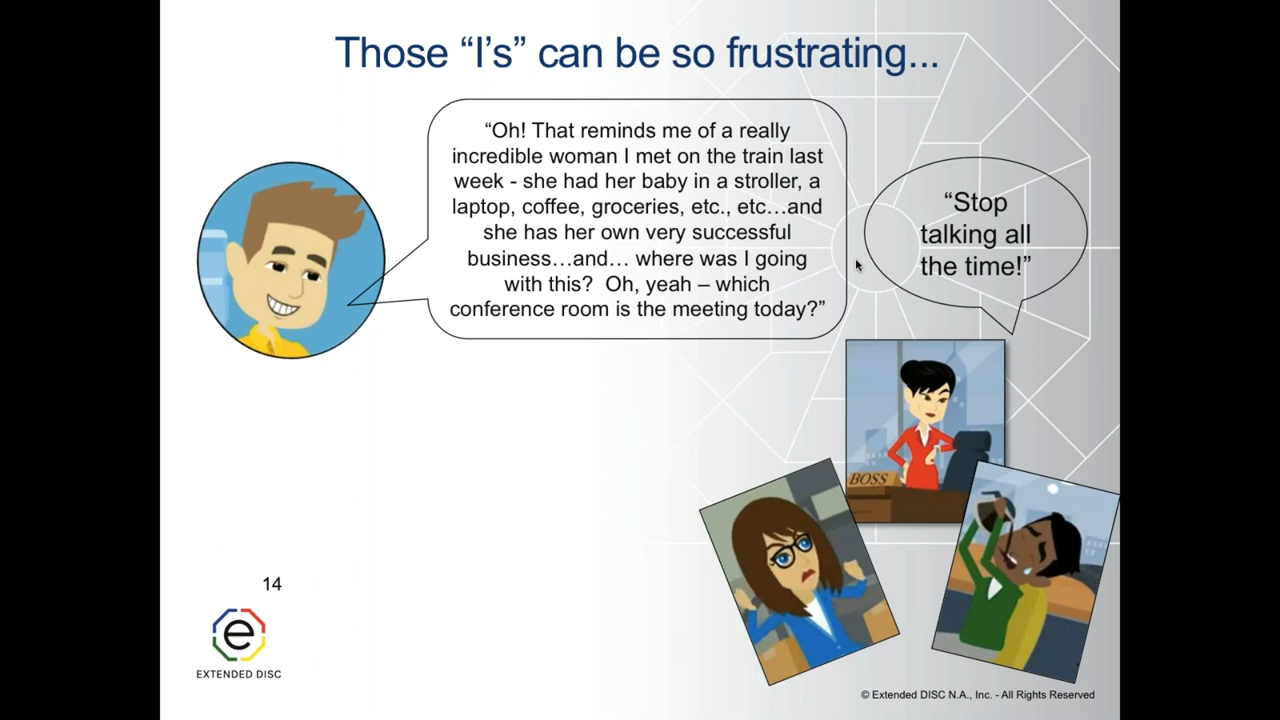 Those “I’s” can be so frustrating...
“Oh! That reminds me of a really
incredible woman I met on the train last
week - she had her baby in a stroller, a
laptop, coffee, groceries, etc., etc…and
she has her own very successful
business…and… where was I going
with this?  Oh, yeah – which
conference room is the meeting today?”
“Stop
talking all
the time!”
BOSS
14
e
EXTENDED DISC
© Extended DISC N.A., Inc. - All Rights Reserved